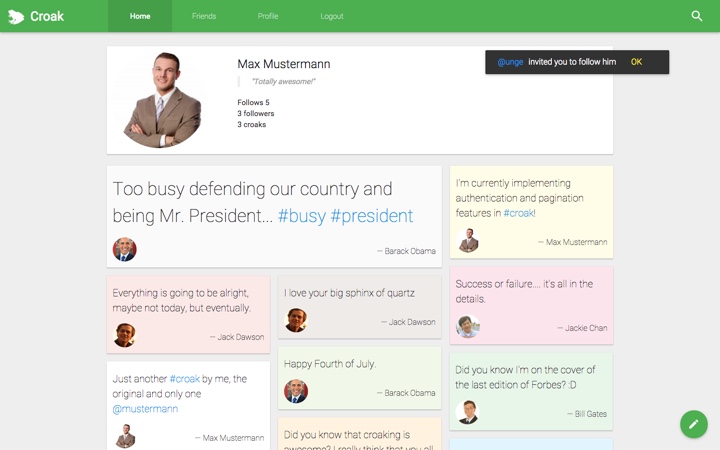 Croak
Home
Friends
Profile
Logout
Max Mustermann
"Totally awesome!"
Follows 5
3 followers
3 croaks
@unge invited you to follow him OK
Too busy defending our country and
being Mr. President... #busy #president
— Barack Obama
I'm currently implementing
authentication and pagination
features in #croak!
— Max Mustermann
Everything is going to be alright,
maybe not today, but eventually.
— Jack Dawson
I love your big sphinx of quartz
— Jack Dawson
Success or failure.... it's all in the
details.
— Jackie Chan
Just another #croak by me, the
original and only one
@mustermann
— Max Mustermann
Happy Fourth of July.
— Barack Obama
Did you know I'm on the cover of
the last edition of Forbes? :D
— Bill Gates
Did you know that croaking is
awesome? I really think that you all